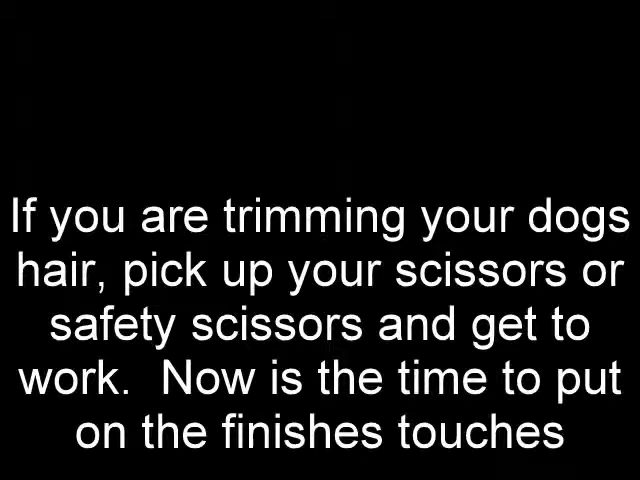 If you are trimming your dogs
hair, pick up your scissors or
safety scissors and get to
work.  Now is the time to put
on the finishes touches